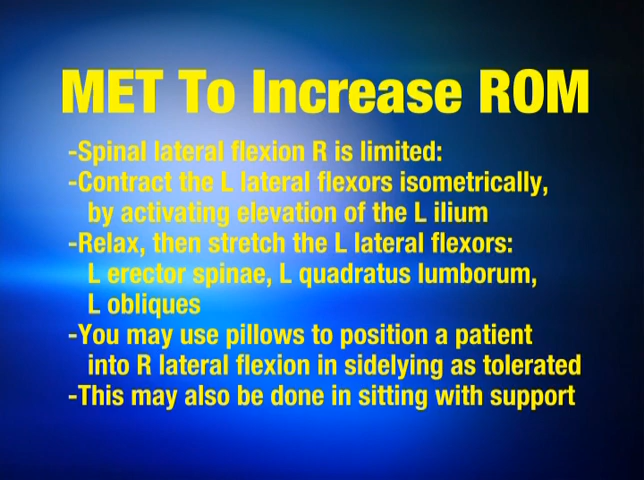 MET To Increase ROM
-Spinal lateral flexion R is limited:
-Contract the L lateral flexors isometrically,
by activating elevation of the L ilium
-Relax, then stretch the L lateral flexors:
L erector spinae, L quadratus lumborum,
L obliques
-You may use pillows to position a patient
into R lateral flexion in sidelying as tolerated
-This may also be done in sitting with support